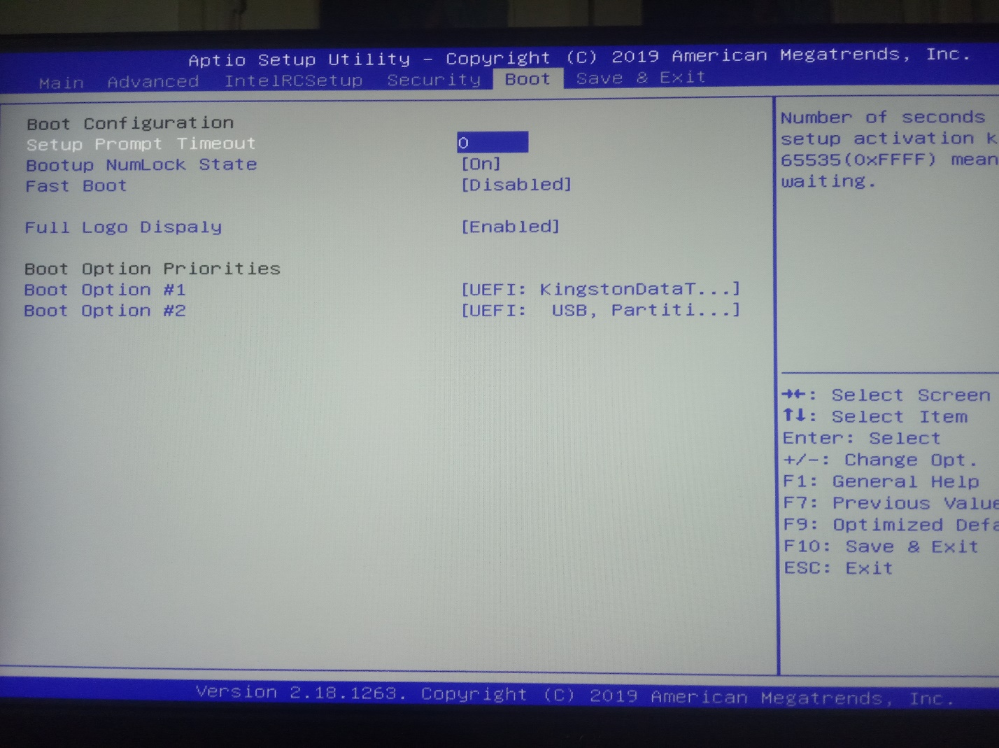 Aptio Setup Utility – Copyright (C) 2019 American Megatrends, Inc.
Main Advanced IntelRCSetup Security Boot Save & Exit
Boot Configuration
Setup Prompt Timeout 0
Bootup NumLock State [On]
Fast Boot [Disabled]
Full Logo Dispaly [Enabled]
Boot Option Priorities
Boot Option #1 [UEFI: KingstonDataT...]
Boot Option #2 [UEFI:  USB, Partiti...]
Number of seconds
setup activation k
65535(0xFFFF) mean
waiting.
→←: Select Screen
↑↓: Select Item
Enter: Select
+/-: Change Opt.
F1: General Help
F7: Previous Value
F9: Optimized Defa
F10: Save & Exit
ESC: Exit
Version 2.18.1263. Copyright (C) 2019 American Megatrends, Inc.